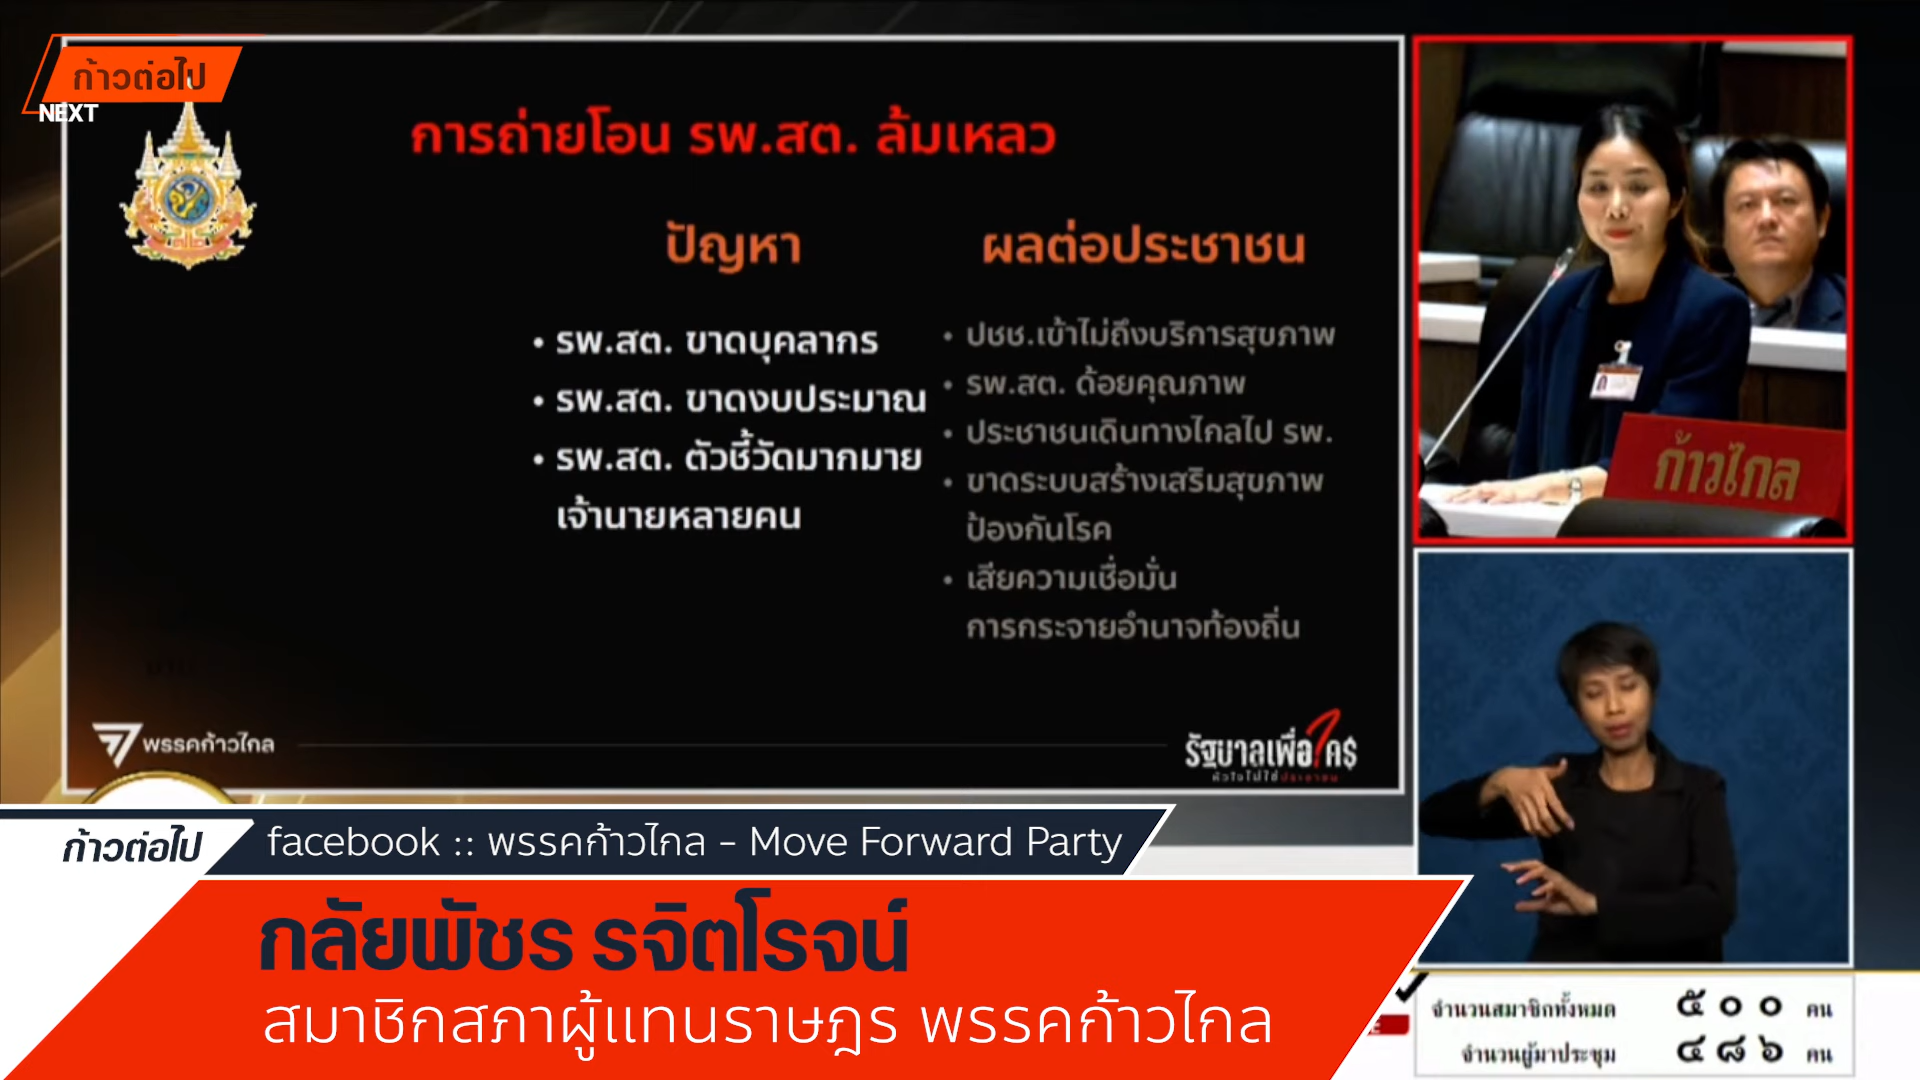 ก้าวต่อไป
NEXT
การถ่ายโอน รพ.สต. ล้มเหลว
ปัญหา
• รพ.สต. ขาดบุคลากร
• รพ.สต. ขาดงบประมาณ
• รพ.สต. ตัวชี้วัดมากมาย
เจ้านายหลายคน
ผลต่อประชาชน
• ปชช.เข้าไม่ถึงบริการสุขภาพ
• รพ.สต. ด้อยคุณภาพ
• ประชาชนเดินทางไกลไป รพ.
• ขาดระบบสร้างเสริมสุขภาพ
ป้องกันโรค
• เสียความเชื่อมั่น
การกระจายอำนาจท้องถิ่น
พรรคก้าวไกล
รัฐบาลเพื่อใคร$
หัวใจไม่ใช่ประชาชน
ก้าวไกล
ก้าวต่อไป
facebook :: พรรคก้าวไกล - Move Forward Party
กลัยพัชร รจิตโรจน์
สมาชิกสภาผู้แทนราษฎร พรรคก้าวไกล
จำนวนสมาชิกทั้งหมด ๕๐๐ คน
จำนวนผู้มาประชุม ๔๘๖ คน